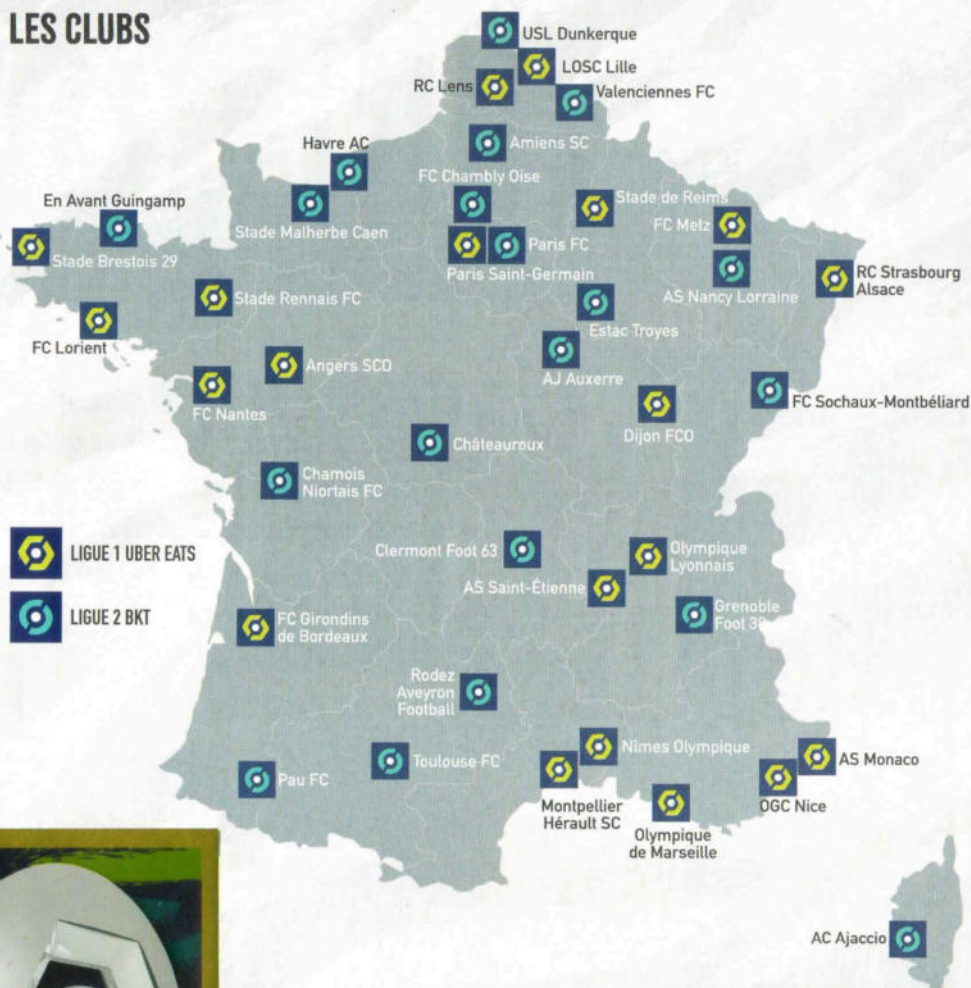 LES CLUBS
USL Dunkerque
LOSC Lille
RC Lens
Valenciennes FC
Amiens SC
Havre AC
FC Chambly Oise
En Avant Guingamp
Stade Malherbe Caen
Stade de Reims
FC Metz
Stade Brestois 29
Paris FC
Paris Saint-Germain
AS Nancy Lorraine
RC Strasbourg
Alsace
Stade Rennais FC
Estac Troyes
FC Lorient
Angers SCO
AJ Auxerre
FC Nantes
FC Sochaux-Montbéliard
Dijon FCO
Châteauroux
Chamois
Niortais FC
LIGUE 1 UBER EATS
Clermont Foot 63
Olympique
Lyonnais
AS Saint-Étienne
LIGUE 2 BKT
FC Girondins
de Bordeaux
Grenoble
Foot 38
Rodez
Aveyron
Football
Nîmes Olympique
Toulouse FC
AS Monaco
Pau FC
Montpellier
Hérault SC
OGC Nice
Olympique
de Marseille
AC Ajaccio